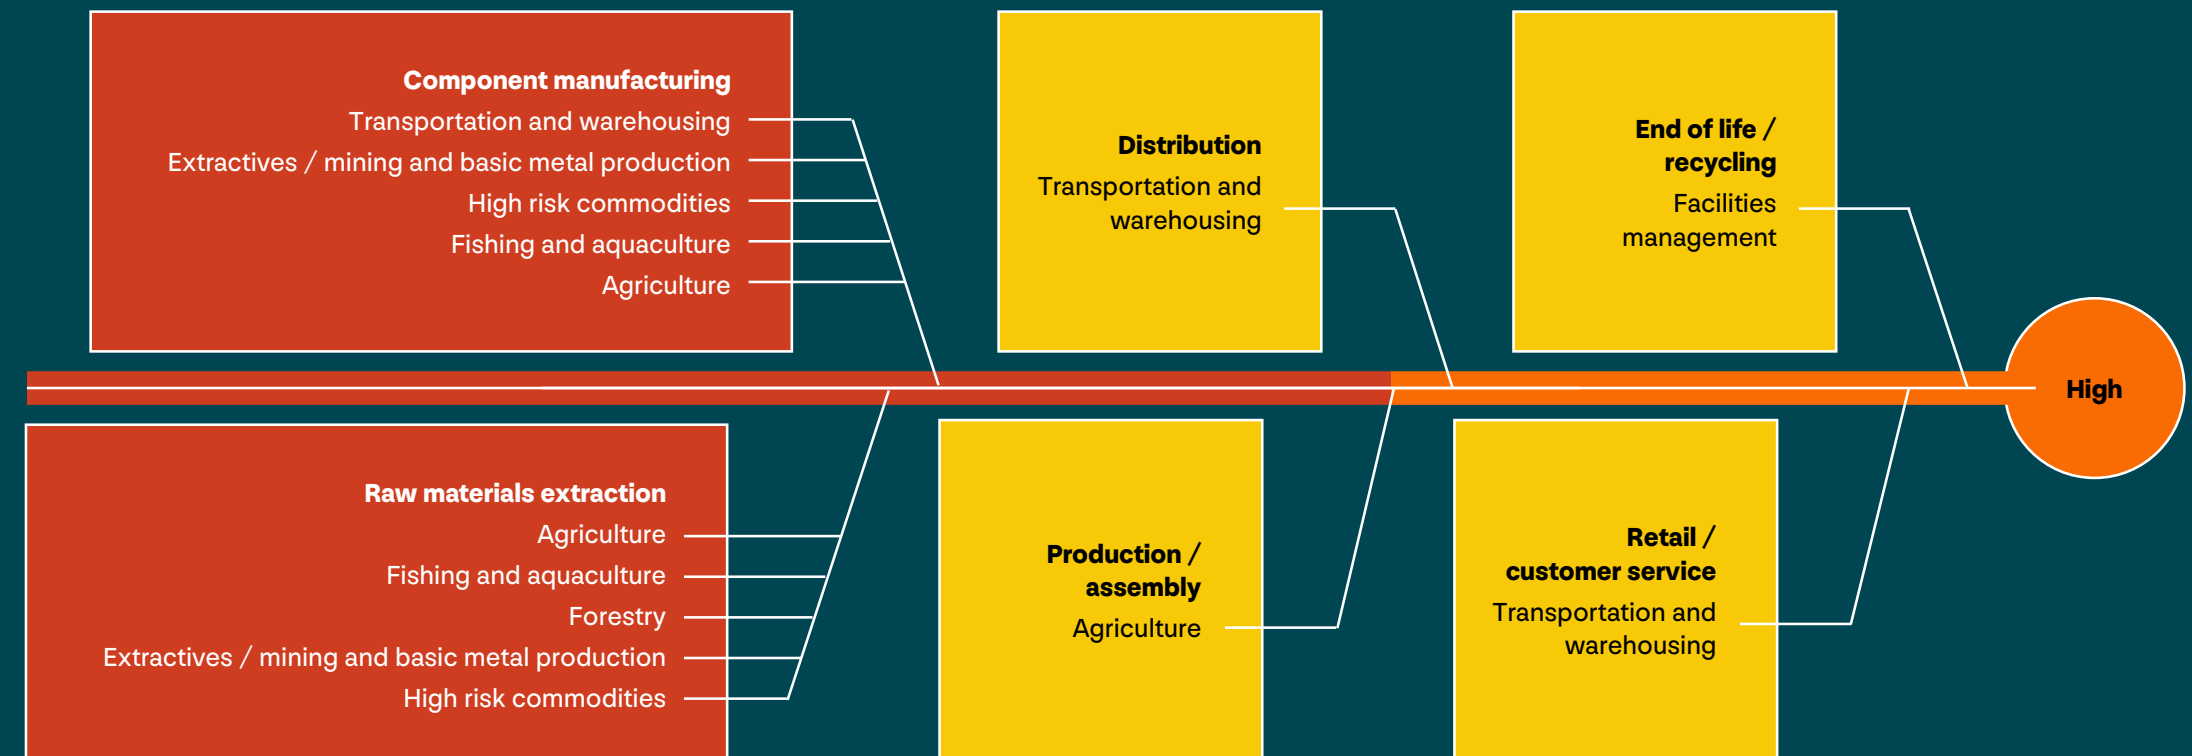 Component manufacturing
Transportation and warehousing
Extractives / mining and basic metal production
High risk commodities
Fishing and aquaculture
Agriculture
Distribution
Transportation and
warehousing
End of life /
recycling
Facilities
management
High
Raw materials extraction
Agriculture
Fishing and aquaculture
Forestry
Extractives / mining and basic metal production
High risk commodities
Production /
assembly
Agriculture
Retail /
customer service
Transportation and
warehousing